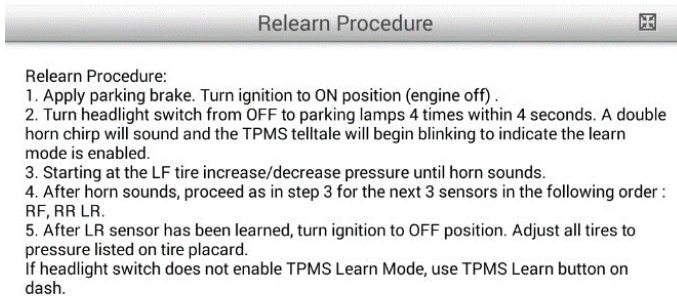 Relearn Procedure
Relearn Procedure:
1. Apply parking brake. Turn ignition to ON position (engine off) .
2. Turn headlight switch from OFF to parking lamps 4 times within 4 seconds. A double
horn chirp will sound and the TPMS telltale will begin blinking to indicate the learn
mode is enabled.
3. Starting at the LF tire increase/decrease pressure until horn sounds.
4. After horn sounds, proceed as in step 3 for the next 3 sensors in the following order :
RF, RR LR.
5. After LR sensor has been learned, turn ignition to OFF position. Adjust all tires to
pressure listed on tire placard.
If headlight switch does not enable TPMS Learn Mode, use TPMS Learn button on
dash.